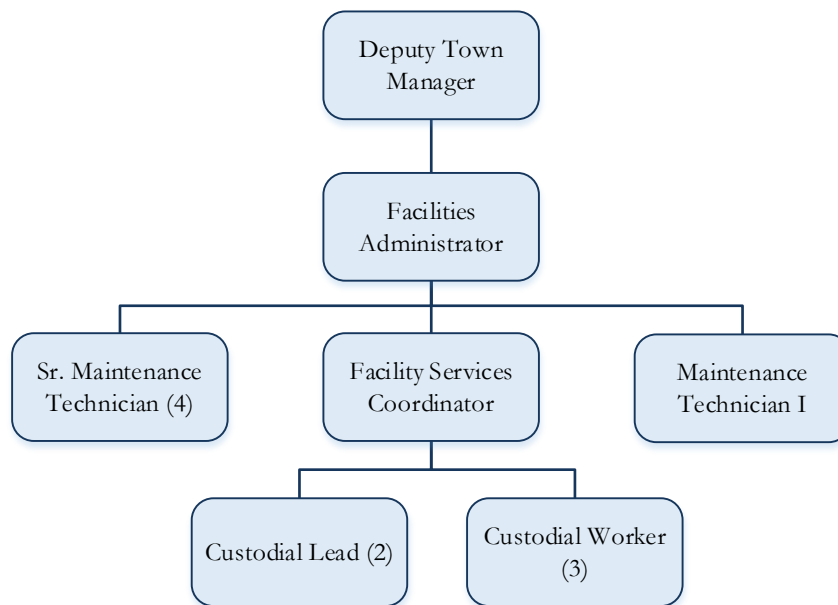 Deputy Town
Manager
Facilities
Administrator
Sr. Maintenance
Technician (4)
Facility Services
Coordinator
Maintenance
Technician I
Custodial Lead (2)
Custodial Worker
(3)